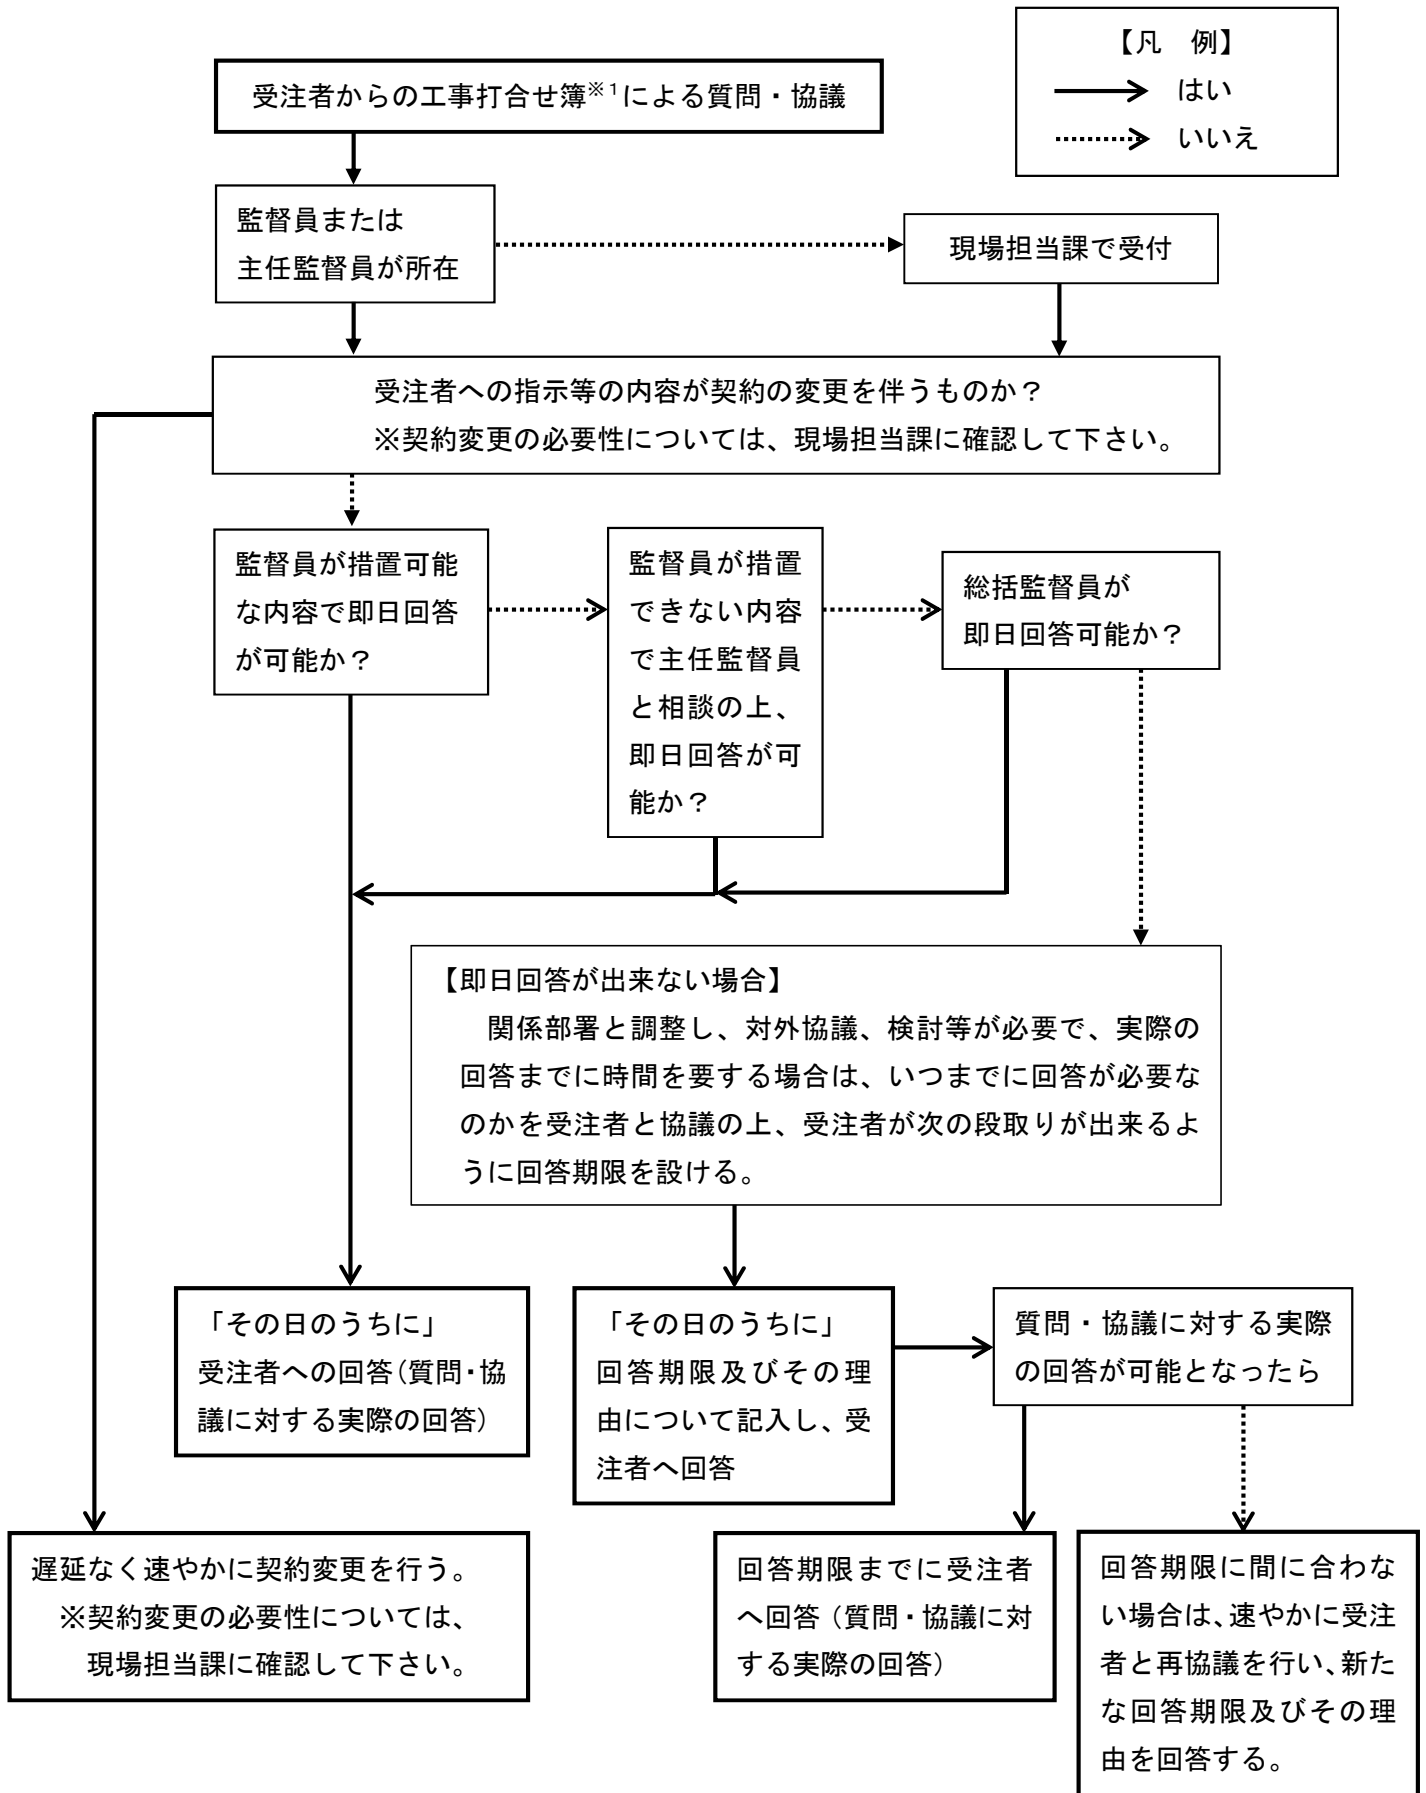 【凡　例】
はい
いいえ
受注者からの工事打合せ簿※1による質問・協議
監督員または
主任監督員が所在
現場担当課で受付
受注者への指示等の内容が契約の変更を伴うものか？
※契約変更の必要性については、現場担当課に確認して下さい。
監督員が措置可能
な内容で即日回答
が可能か？
監督員が措置
できない内容
で主任監督員
と相談の上、
即日回答が可
能か？
総括監督員が
即日回答可能か？
【即日回答が出来ない場合】
関係部署と調整し、対外協議、検討等が必要で、実際の
回答までに時間を要する場合は、いつまでに回答が必要な
のかを受注者と協議の上、受注者が次の段取りが出来るよ
うに回答期限を設ける。
「その日のうちに」
受注者への回答（質問・協
議に対する実際の回答）
「その日のうちに」
回答期限及びその理
由について記入し、受
注者へ回答
質問・協議に対する実際
の回答が可能となったら
遅延なく速やかに契約変更を行う。
※契約変更の必要性については、
現場担当課に確認して下さい。
回答期限までに受注者
へ回答（質問・協議に対
する実際の回答）
回答期限に間に合わな
い場合は、速やかに受注
者と再協議を行い、新た
な回答期限及びその理
由を回答する。